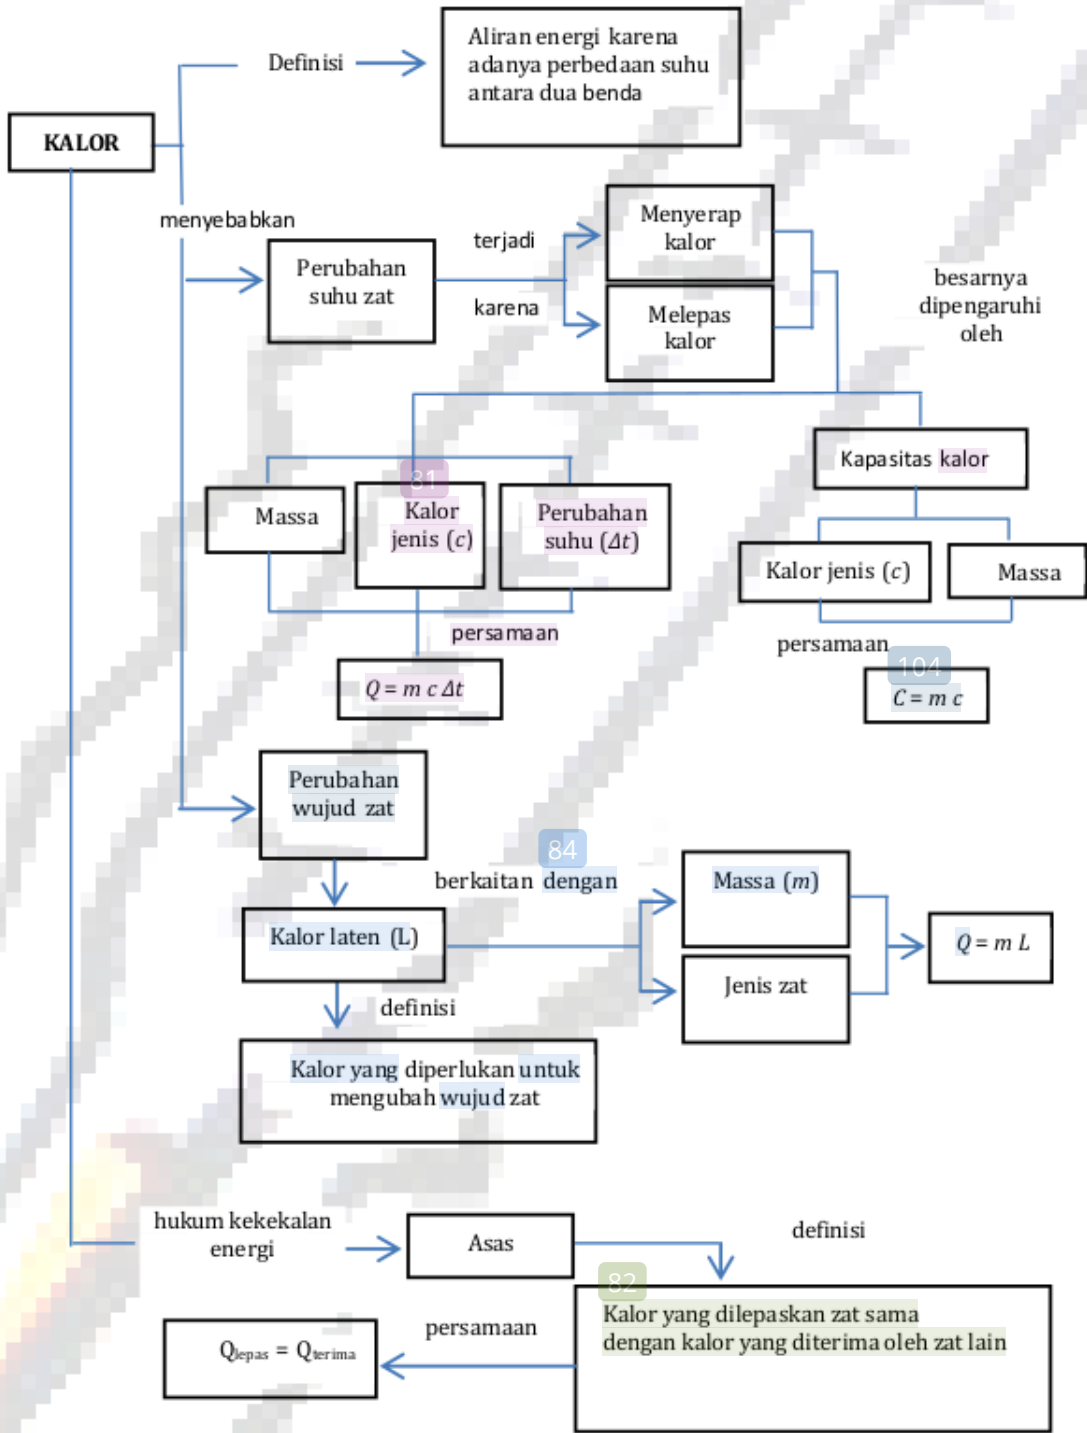 Definisi
Aliran energi karena
adanya perbedaan suhu
antara dua benda
KALOR
menyebabkan
Perubahan
suhu zat
terjadi
karena
Menyerap
kalor
Melepas
kalor
besarnya
dipengaruhi
oleh
Massa
81
Kalor
jenis (c)
Perubahan
suhu (Δt)
persamaan
Q = m c Δt
Kapasitas kalor
Kalor jenis (c)
Massa
persamaan
104
C = m c
Perubahan
wujud zat
84
berkaitan dengan
Kalor laten (L)
Massa (m)
Jenis zat
Q = m L
definisi
Kalor yang diperlukan untuk
mengubah wujud zat
hukum kekekalan
energi
Asas
definisi
82
Kalor yang dilepaskan zat sama
dengan kalor yang diterima oleh zat lain
persamaan
Qlepas = Qterima